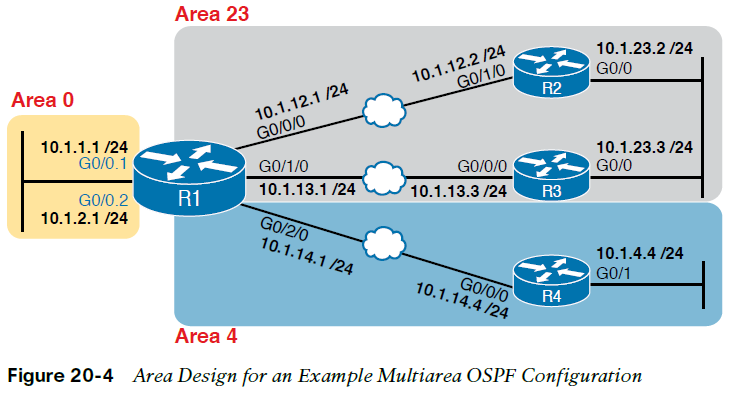 Area 23
Area 0
10.1.1.1 /24
G0/0.1
G0/0.2
10.1.2.1 /24
R1
10.1.12.1 /24
G0/0/0
10.1.12.2 /24
G0/1/0
R2
10.1.23.2 /24
G0/0
G0/1/0
10.1.13.1 /24
G0/0/0
10.1.13.3 /24
R3
10.1.23.3 /24
G0/0
G0/2/0
10.1.14.1 /24
G0/0/0
10.1.14.4 /24
R4
10.1.4.4 /24
G0/1
Area 4
Figure 20-4 Area Design for an Example Multiarea OSPF Configuration